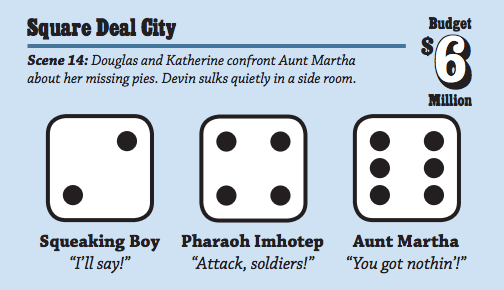 Square Deal City
Budget
$6
Million
Scene 14: Douglas and Katherine confront Aunt Martha
about her missing pies. Devin sulks quietly in a side room.
Squeaking Boy
"I'll say!"
Pharaoh Imhotep
"Attack, soldiers!"
Aunt Martha
"You got nothin'!"